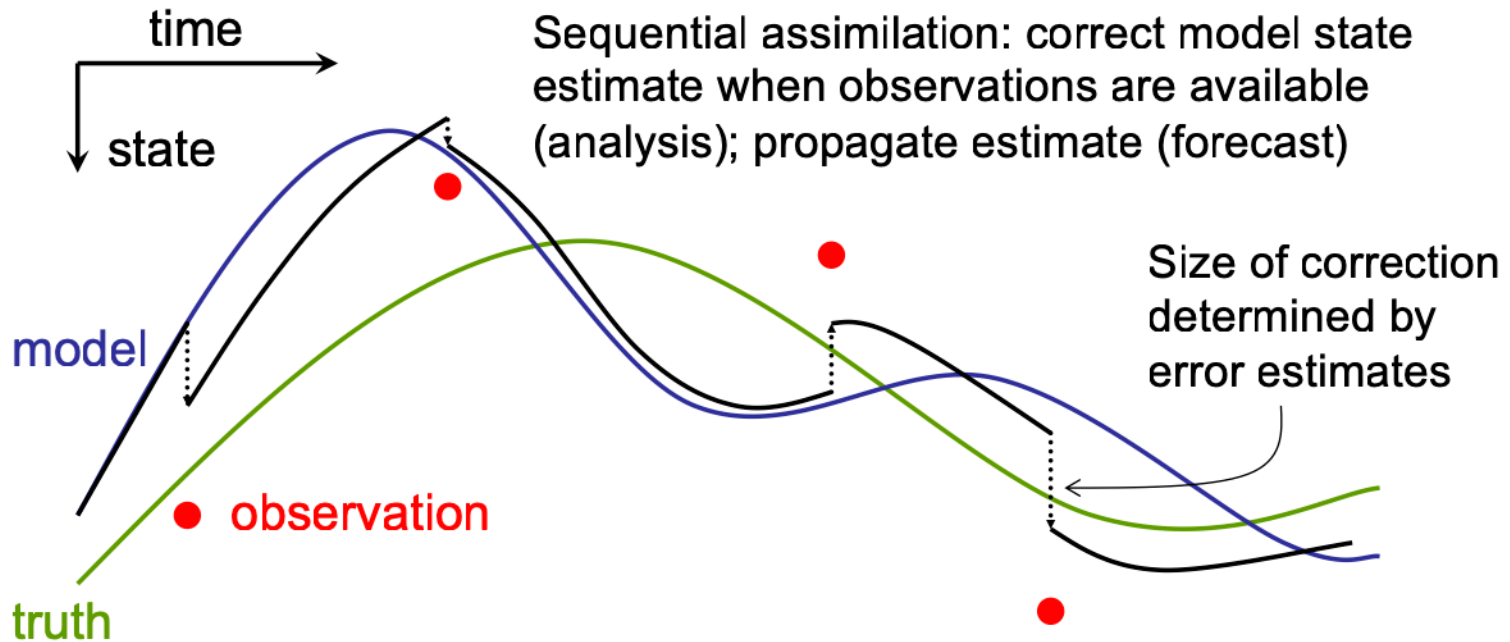 time
state
Sequential assimilation: correct model state
estimate when observations are available
(analysis); propagate estimate (forecast)
Size of correction
determined by
error estimates
model
observation
truth